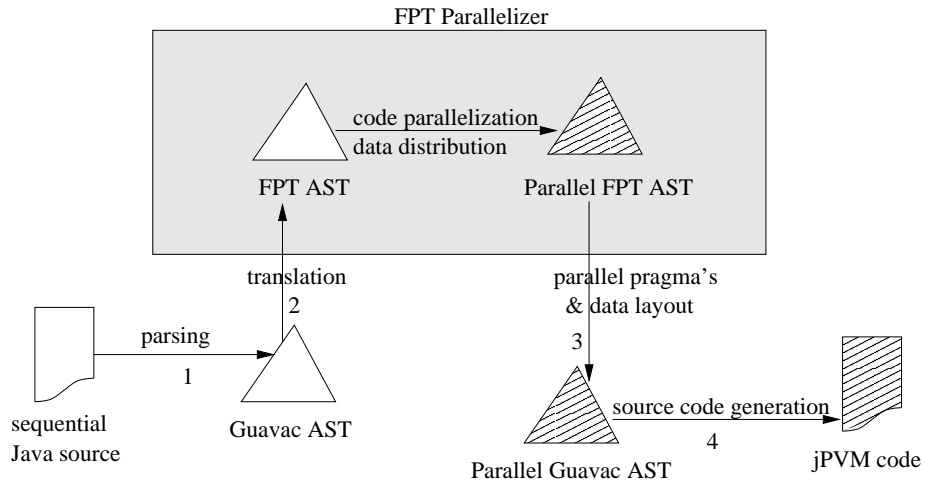 FPT Parallelizer
code parallelization
data distribution
FPT AST
Parallel FPT AST
translation
2
parallel pragma's
& data layout
3
parsing
1
sequential
Java source
Guavac AST
source code generation
4
Parallel Guavac AST
jPVM code